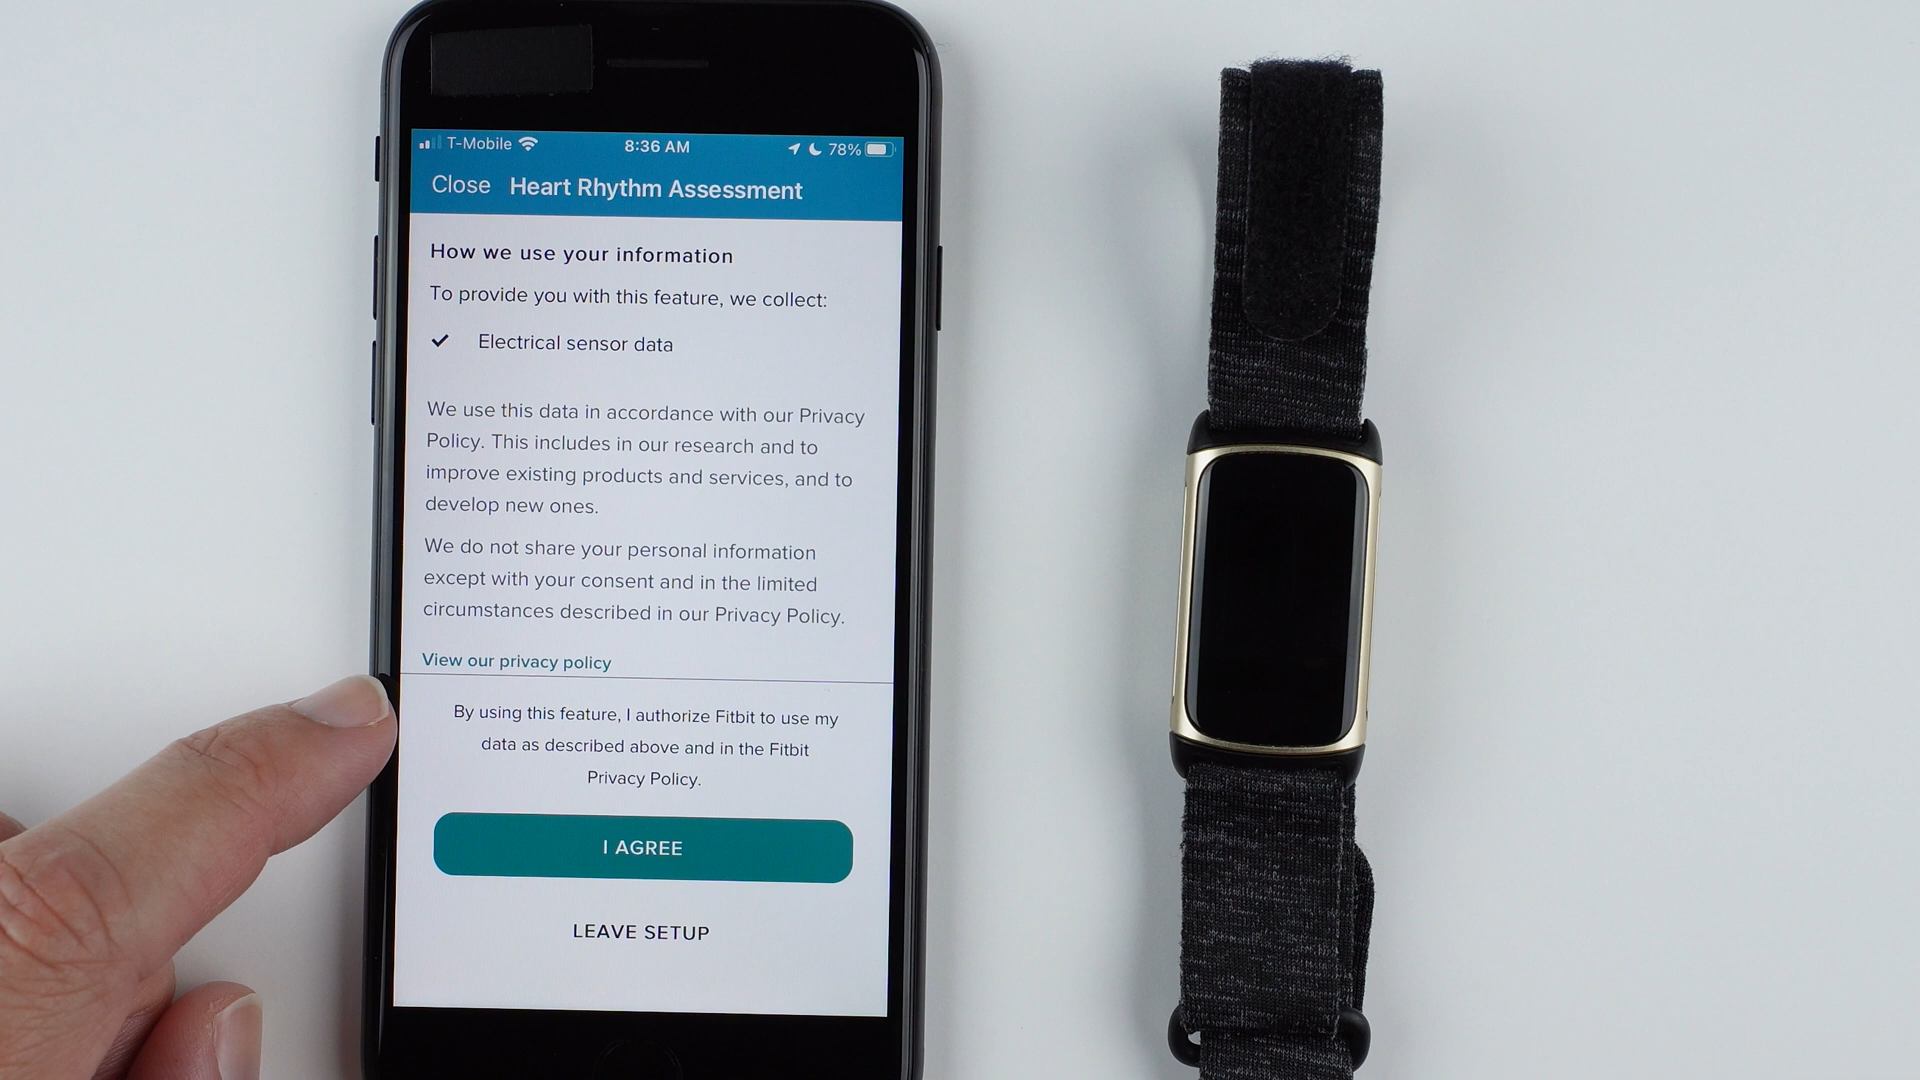 T-Mobile 8:36 AM 78%
Close Heart Rhythm Assessment
How we use your information
To provide you with this feature, we collect:
Electrical sensor data
We use this data in accordance with our Privacy
Policy. This includes in our research and to
improve existing products and services, and to
develop new ones.
We do not share your personal information
except with your consent and in the limited
circumstances described in our Privacy Policy.
View our privacy policy
By using this feature, I authorize Fitbit to use my
data as described above and in the Fitbit
Privacy Policy.
I AGREE
LEAVE SETUP